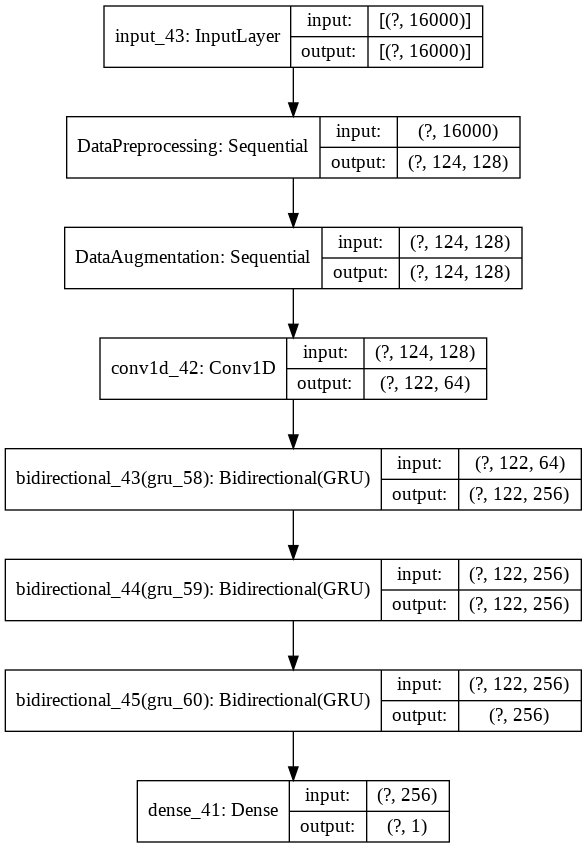 input_43: InputLayer
input: [(?, 16000)]
output: [(?, 16000)]
DataPreprocessing: Sequential
input: (?, 16000)
output: (?, 124, 128)
DataAugmentation: Sequential
input: (?, 124, 128)
output: (?, 124, 128)
conv1d_42: Conv1D
input: (?, 124, 128)
output: (?, 122, 64)
bidirectional_43(gru_58): Bidirectional(GRU)
input: (?, 122, 64)
output: (?, 122, 256)
bidirectional_44(gru_59): Bidirectional(GRU)
input: (?, 122, 256)
output: (?, 122, 256)
bidirectional_45(gru_60): Bidirectional(GRU)
input: (?, 122, 256)
output: (?, 256)
dense_41: Dense
input: (?, 256)
output: (?, 1)